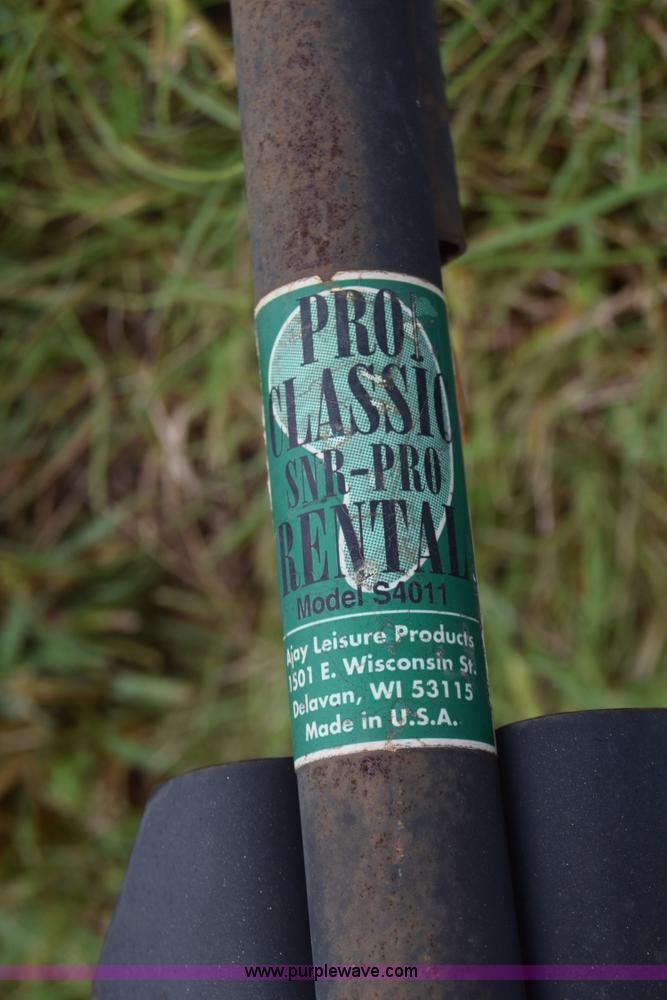 PRO1
CLASSIC
SNR-PRO
RENTAL
Model S4011
Ajay Leisure Products
1501 E. Wisconsin St.
Delavan, WI 53115
Made in U.S.A.
www.purplewave.com